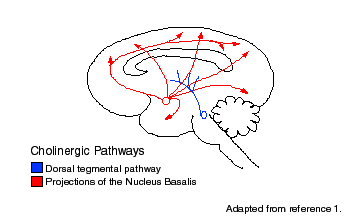 Cholinergic Pathways
Dorsal tegmental pathway
Projections of the Nucleus Basalis
Adapted from reference 1.